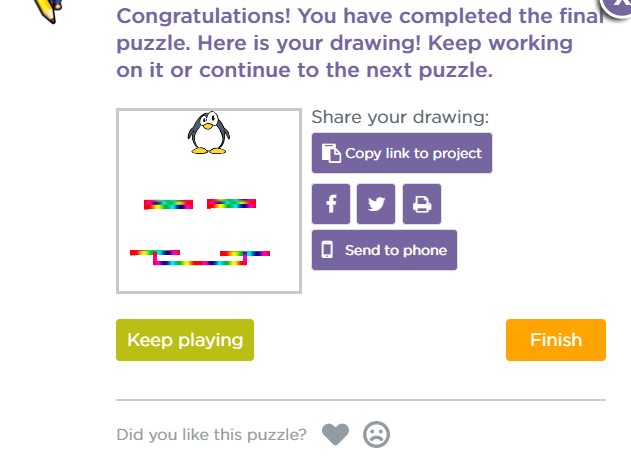 Congratulations! You have completed the final
puzzle. Here is your drawing! Keep working
on it or continue to the next puzzle.
Share your drawing:
Copy link to project
Send to phone
Keep playing
Finish
Did you like this puzzle?